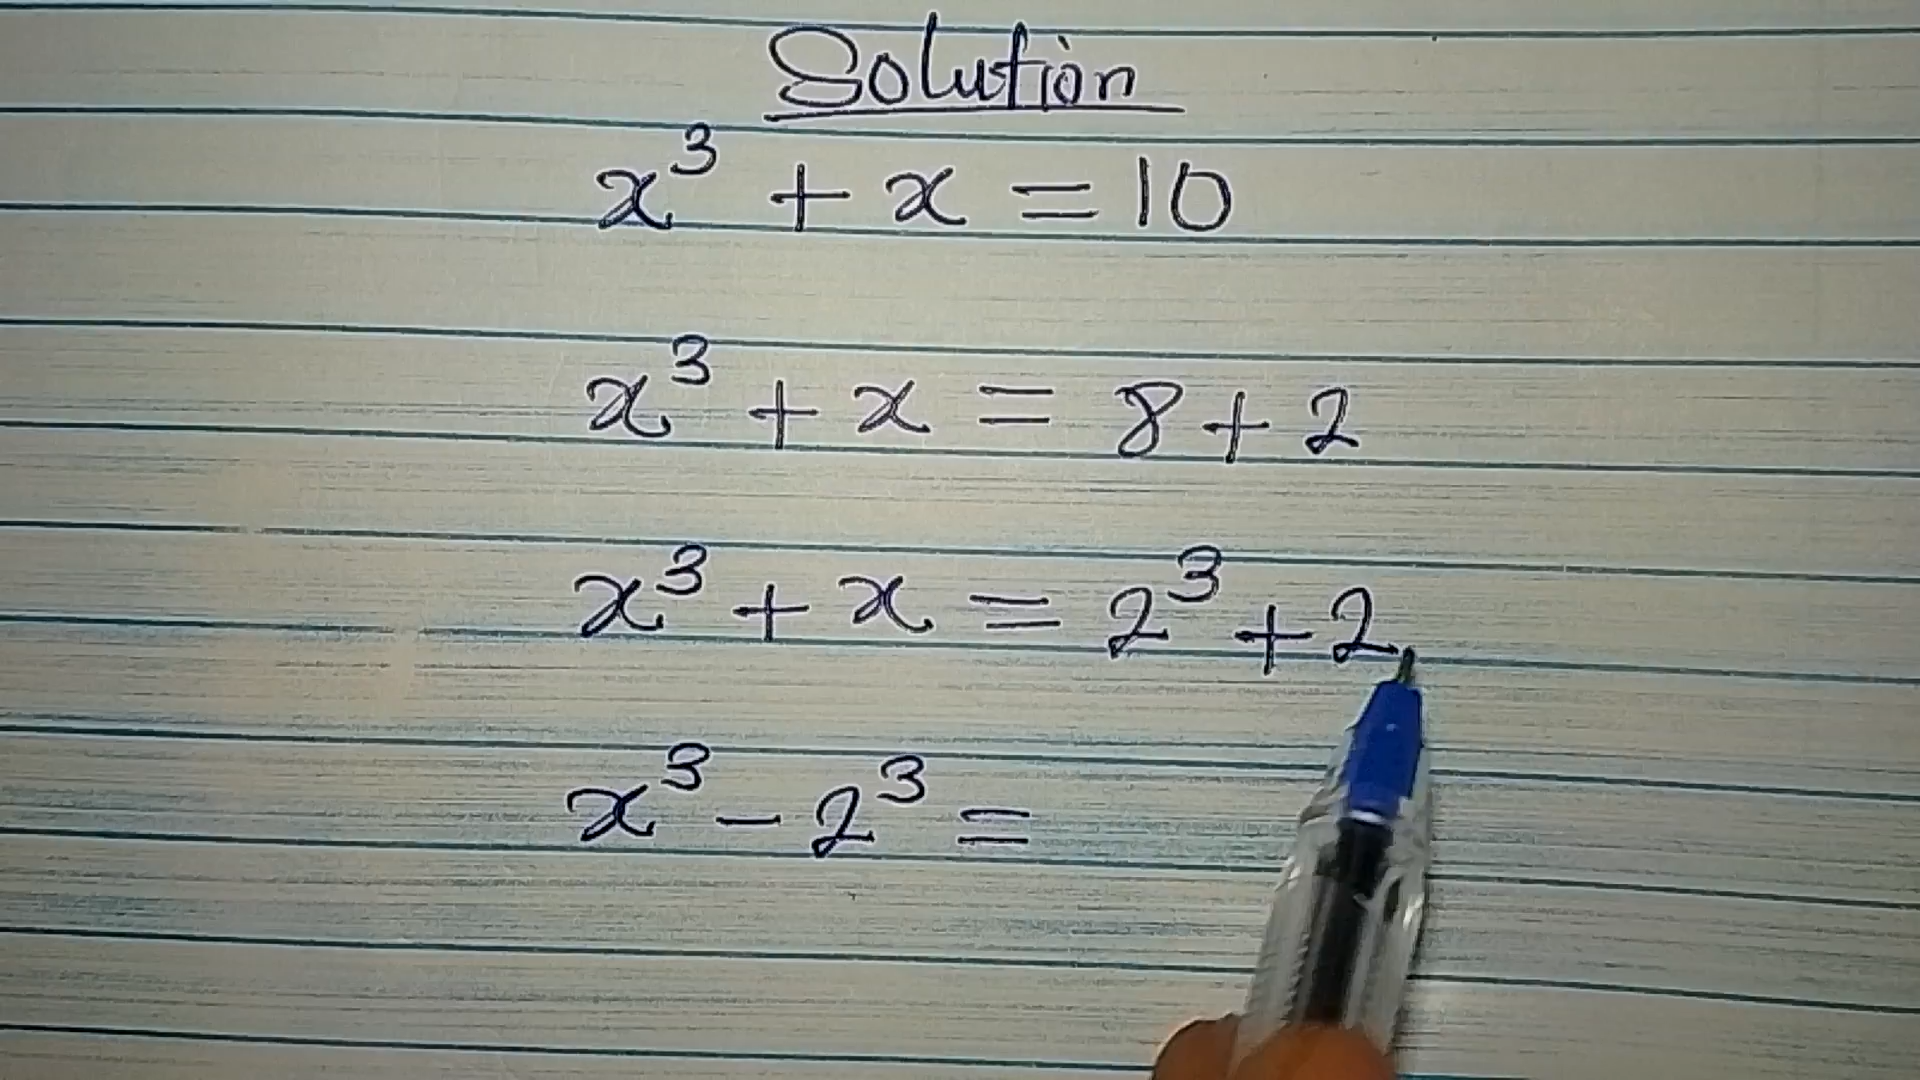 Solution
x³ + x = 10
x³ + x = 8 + 2
x³ + x = 2³ + 2
x³ - 2³ =